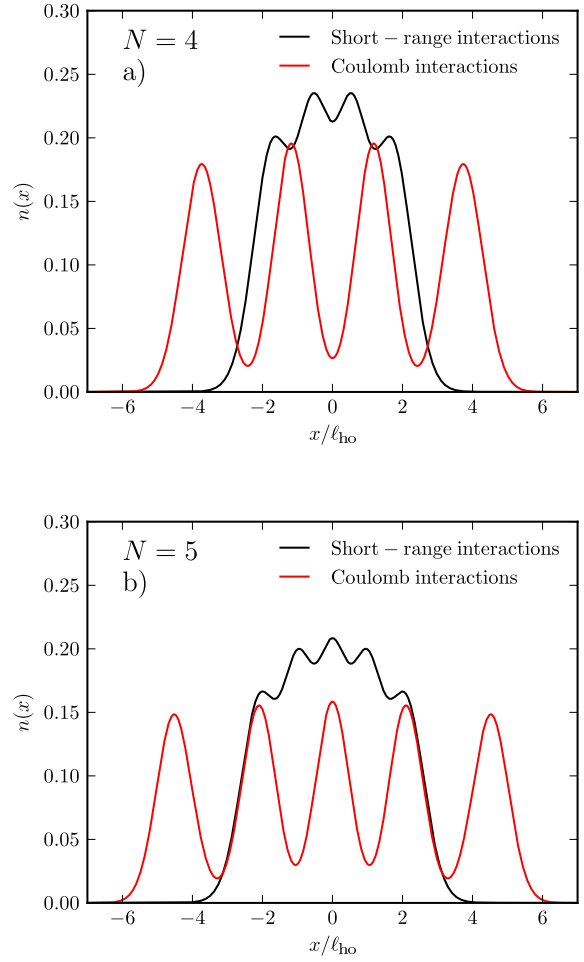 0.30
N = 4
Short − range interactions
a)
Coulomb interactions
0.25
0.20
n(x)
0.15
0.10
0.05
0.00
−6 −4 −2 0 2 4 6
x/ℓho
0.30
N = 5
Short − range interactions
b)
Coulomb interactions
0.25
0.20
n(x)
0.15
0.10
0.05
0.00
−6 −4 −2 0 2 4 6
x/ℓho